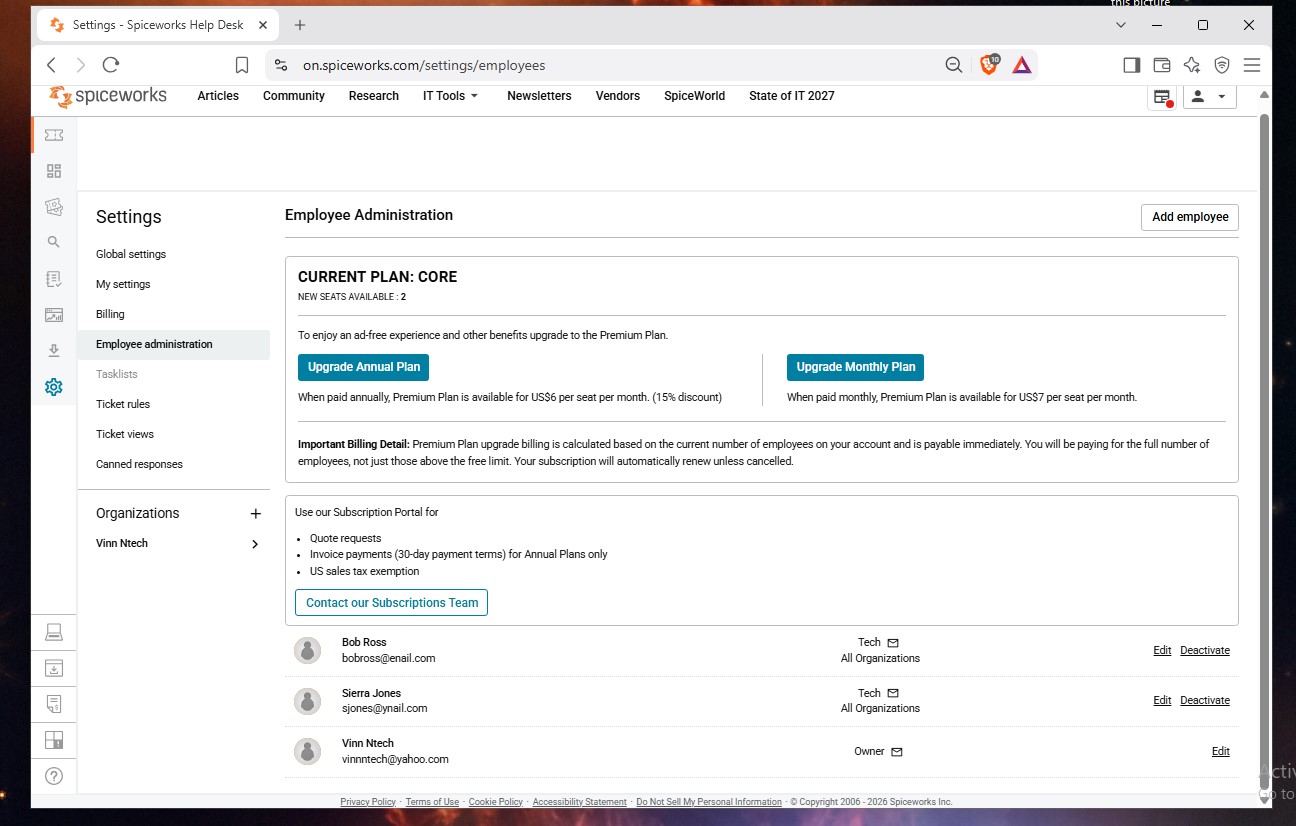 this picture
Settings - Spiceworks Help Desk
on.spiceworks.com/settings/employees
10
spiceworks
Articles Community Research IT Tools Newsletters Vendors SpiceWorld State of IT 2027
Settings
Global settings
My settings
Billing
Employee administration
Tasklists
Ticket rules
Ticket views
Canned responses
Organizations
Vinn Ntech
Employee Administration
Add employee
CURRENT PLAN: CORE
NEW SEATS AVAILABLE : 2
To enjoy an ad-free experience and other benefits upgrade to the Premium Plan.
Upgrade Annual Plan
When paid annually, Premium Plan is available for US$6 per seat per month. (15% discount)
Upgrade Monthly Plan
When paid monthly, Premium Plan is available for US$7 per seat per month.
Important Billing Detail: Premium Plan upgrade billing is calculated based on the current number of employees on your account and is payable immediately. You will be paying for the full number of
employees, not just those above the free limit. Your subscription will automatically renew unless cancelled.
Use our Subscription Portal for
• Quote requests
• Invoice payments (30-day payment terms) for Annual Plans only
• US sales tax exemption
Contact our Subscriptions Team
Bob Ross
bobross@enail.com
Tech
All Organizations
Edit Deactivate
Sierra Jones
sjones@ynail.com
Tech
All Organizations
Edit Deactivate
Vinn Ntech
vinnntech@yahoo.com
Owner
Edit
Privacy Policy · Terms of Use · Cookie Policy · Accessibility Statement · Do Not Sell My Personal Information · © Copyright 2006 - 2026 Spiceworks Inc.
Activ
Go to